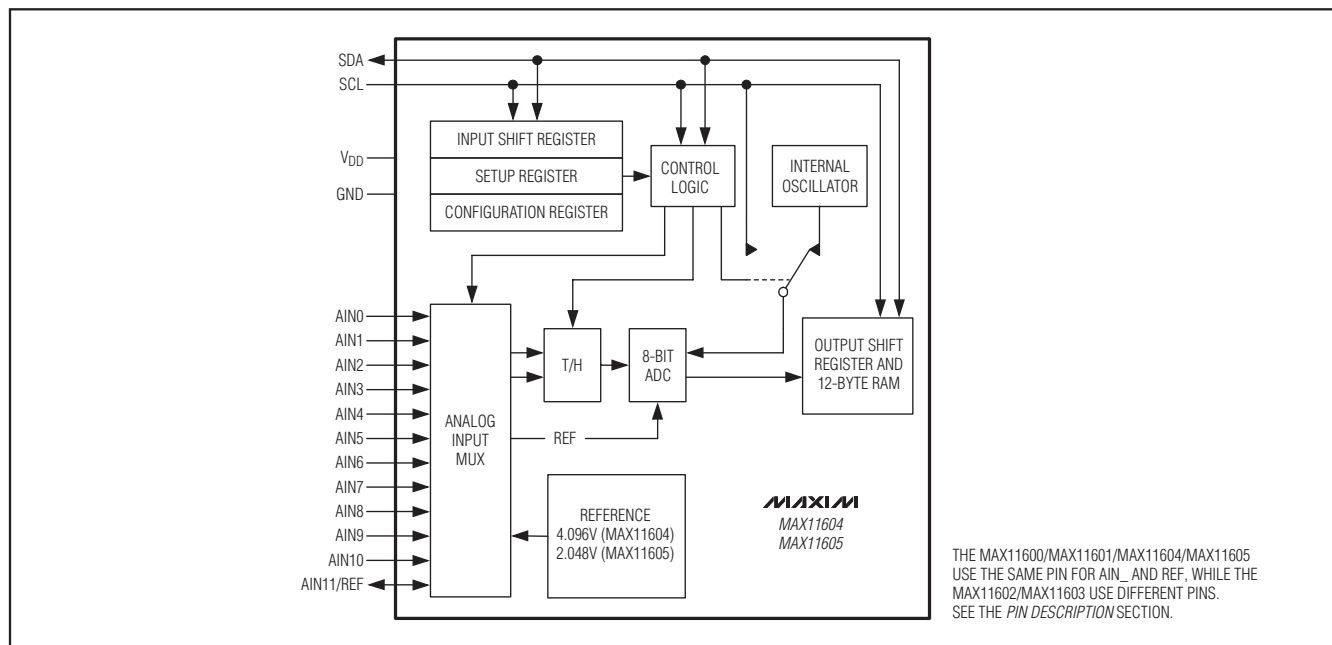 SDA
SCL
V_DD
GND
INPUT SHIFT REGISTER
SETUP REGISTER
CONFIGURATION REGISTER
CONTROL
LOGIC
INTERNAL
OSCILLATOR
AIN0
AIN1
AIN2
AIN3
AIN4
AIN5
AIN6
AIN7
AIN8
AIN9
AIN10
AIN11/REF
ANALOG
INPUT
MUX
T/H
8-BIT
ADC
REF
OUTPUT SHIFT
REGISTER AND
12-BYTE RAM
REFERENCE
4.096V (MAX11604)
2.048V (MAX11605)
MAXIM
MAX11604
MAX11605
THE MAX11600/MAX11601/MAX11604/MAX11605
USE THE SAME PIN FOR AIN_ AND REF, WHILE THE
MAX11602/MAX11603 USE DIFFERENT PINS.
SEE THE PIN DESCRIPTION SECTION.